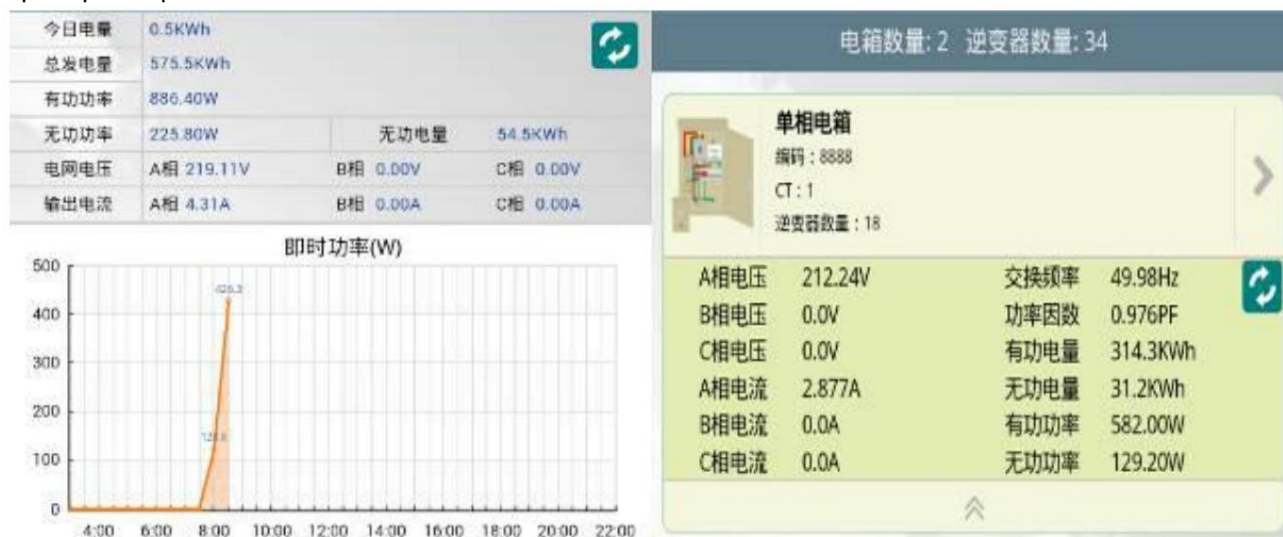 今日电量 0.5KWh
总发电量 575.5KWh
有功功率 886.40W
无功功率 225.80W 无功电量 54.5KWh
电网电压 A相 219.11V B相 0.00V C相 0.00V
输出电流 A相 4.31A B相 0.00A C相 0.00A
即时功率(W)
500
400
300
200
100
0
4:00 6:00 8:00 10:00 12:00 14:00 16:00 18:00 20:00 22:00
电箱数量: 2 逆变器数量: 34
单相电箱
编码 : 8888
CT : 1
逆变器数量 : 18
A相电压 212.24V 交换频率 49.98Hz
B相电压 0.0V 功率因数 0.976PF
C相电压 0.0V 有功电量 314.3KWh
A相电流 2.877A 无功电量 31.2KWh
B相电流 0.0A 有功功率 582.00W
C相电流 0.0A 无功功率 129.20W